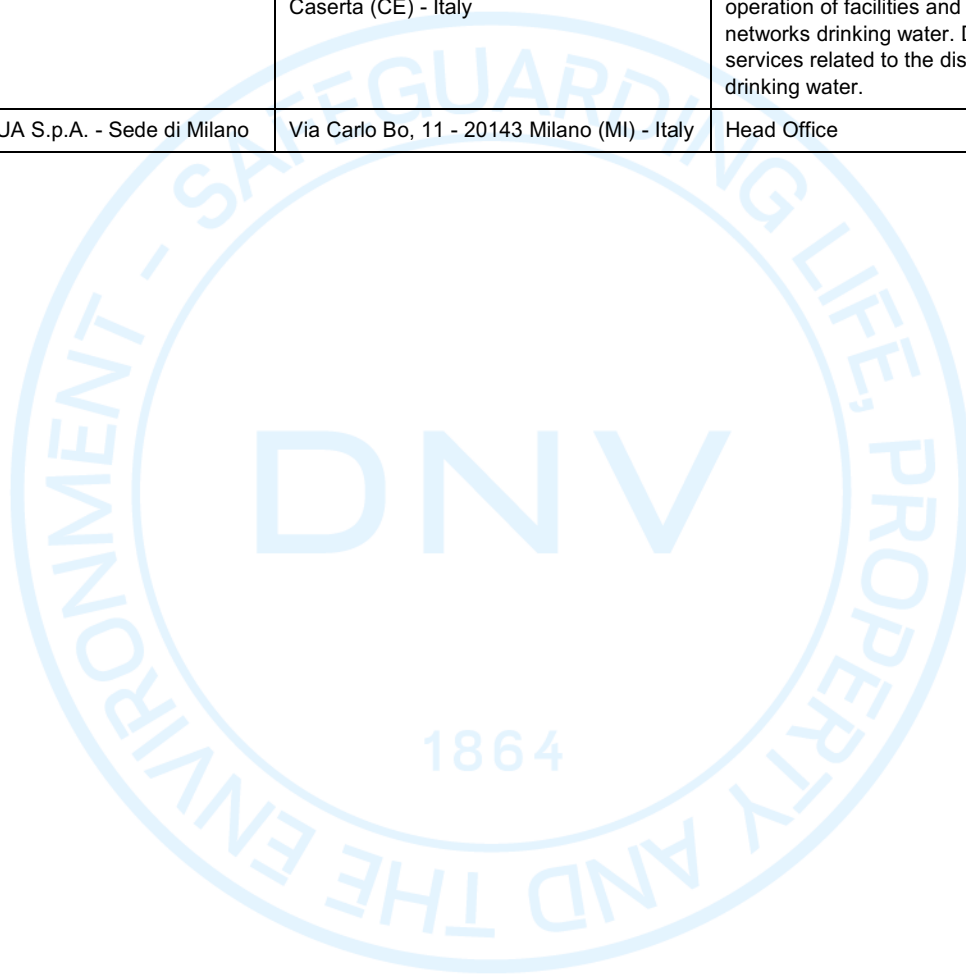 Caserta (CE) - Italy
operation of facilities and
networks drinking water.
services related to the
drinking water.
UA S.p.A. - Sede di Milano
Via Carlo Bo, 11 - 20143 Milano (MI) - Italy
Head Office
SAFEGUARDING LIFE, PROPERTY AND THE ENVIRONMENT -
DNV
1864